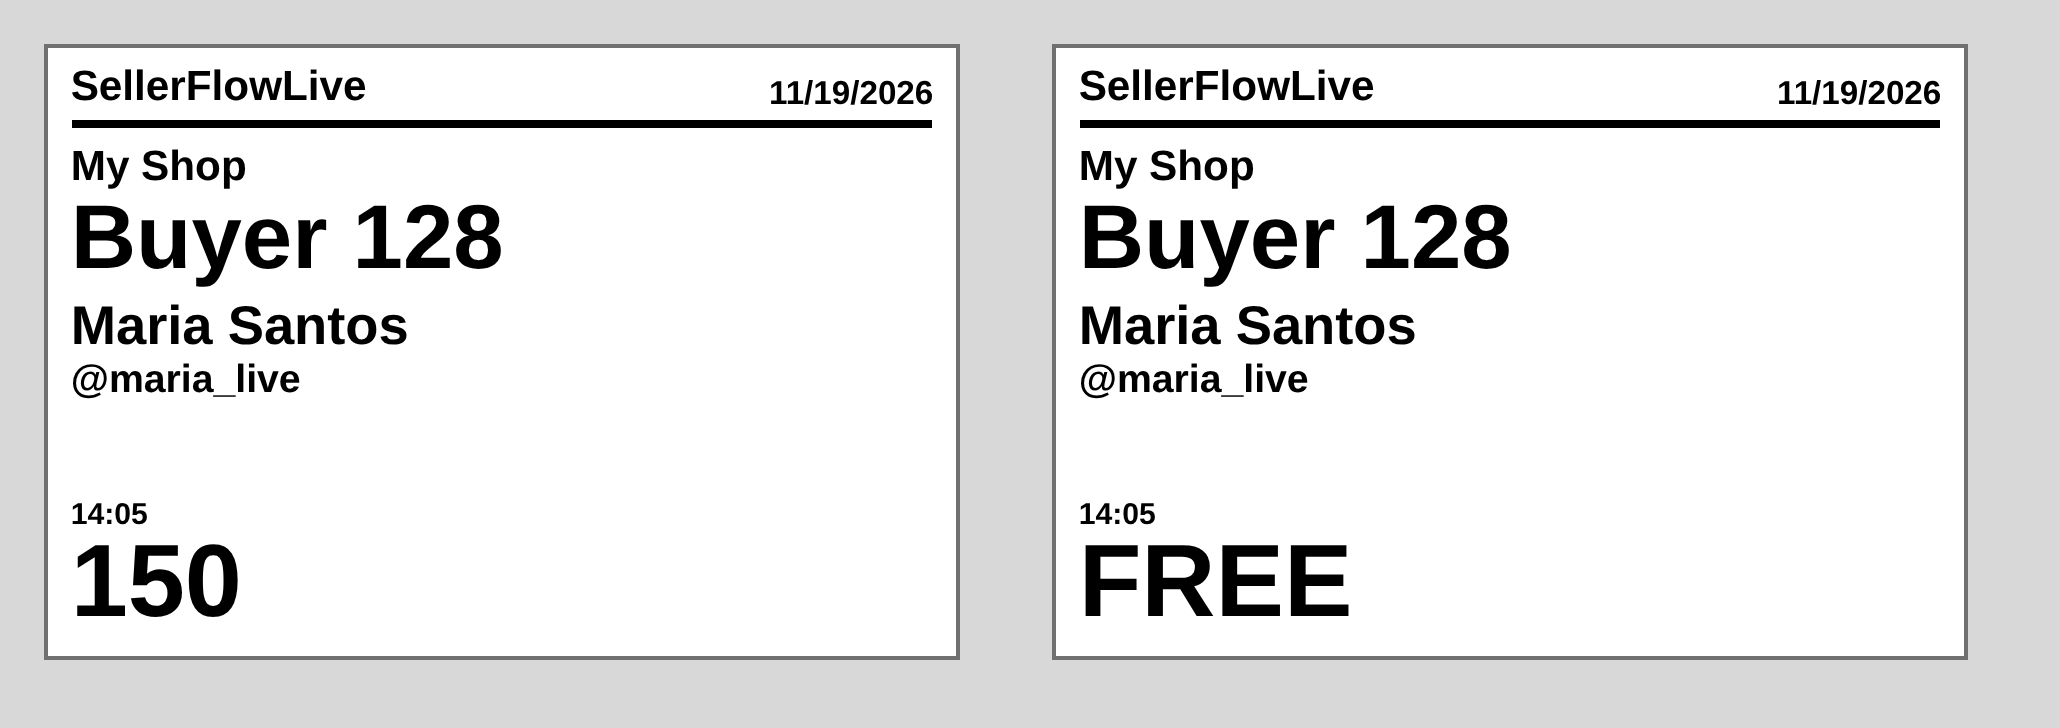 SellerFlowLive 11/19/2026
My Shop
Buyer 128
Maria Santos
@maria_live
14:05
150
SellerFlowLive 11/19/2026
My Shop
Buyer 128
Maria Santos
@maria_live
14:05
FREE